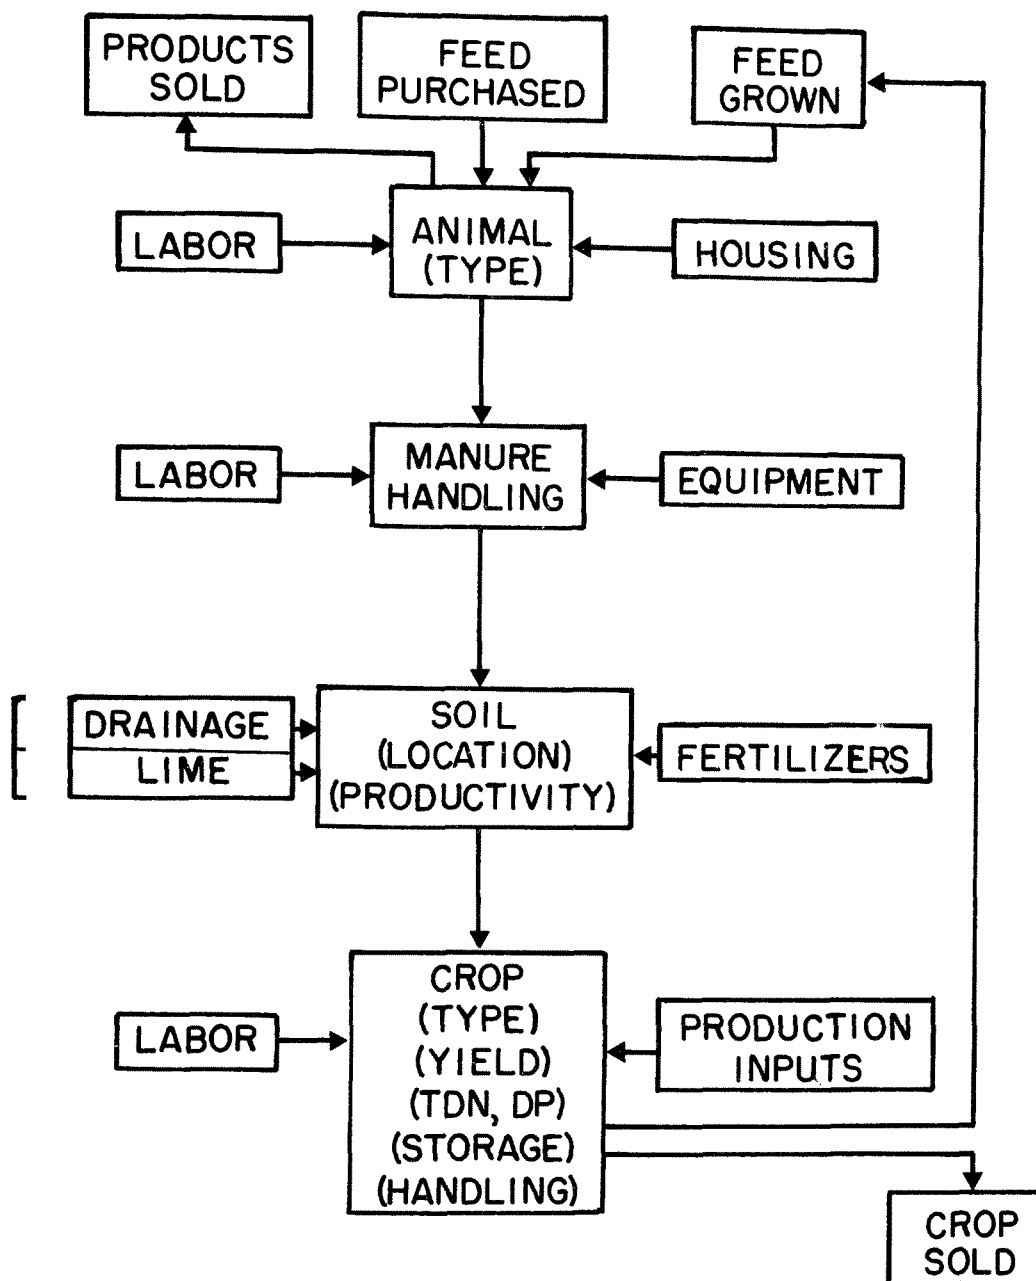 PRODUCTS
SOLD
FEED
PURCHASED
FEED
GROWN
LABOR
ANIMAL
(TYPE)
HOUSING
LABOR
MANURE
HANDLING
EQUIPMENT
DRAINAGE
LIME
SOIL
(LOCATION)
(PRODUCTIVITY)
FERTILIZERS
LABOR
CROP
(TYPE)
(YIELD)
(TDN, DP)
(STORAGE)
(HANDLING)
PRODUCTION
INPUTS
CROP
SOLD